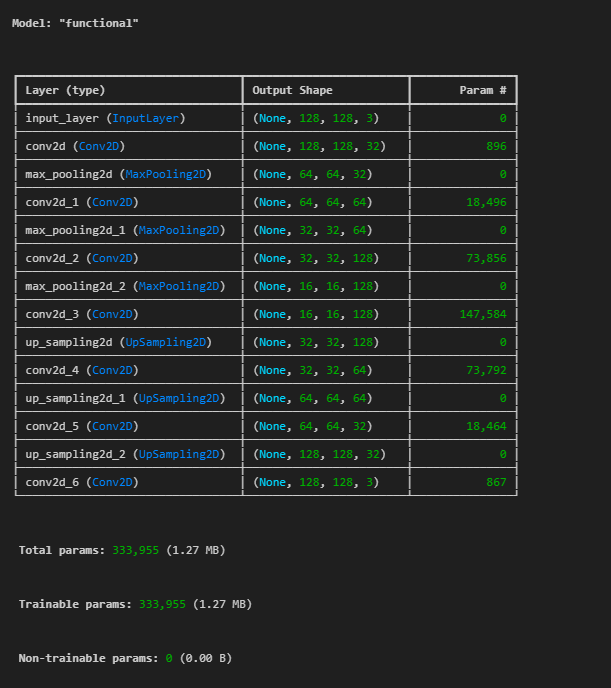 Model: "functional"
Layer (type) Output Shape Param #
input_layer (InputLayer) (None, 128, 128, 3) 0
conv2d (Conv2D) (None, 128, 128, 32) 896
max_pooling2d (MaxPooling2D) (None, 64, 64, 32) 0
conv2d_1 (Conv2D) (None, 64, 64, 64) 18,496
max_pooling2d_1 (MaxPooling2D) (None, 32, 32, 64) 0
conv2d_2 (Conv2D) (None, 32, 32, 128) 73,856
max_pooling2d_2 (MaxPooling2D) (None, 16, 16, 128) 0
conv2d_3 (Conv2D) (None, 16, 16, 128) 147,584
up_sampling2d (UpSampling2D) (None, 32, 32, 128) 0
conv2d_4 (Conv2D) (None, 32, 32, 64) 73,792
up_sampling2d_1 (UpSampling2D) (None, 64, 64, 64) 0
conv2d_5 (Conv2D) (None, 64, 64, 32) 18,464
up_sampling2d_2 (UpSampling2D) (None, 128, 128, 32) 0
conv2d_6 (Conv2D) (None, 128, 128, 3) 867
Total params: 333,955 (1.27 MB)
Trainable params: 333,955 (1.27 MB)
Non-trainable params: 0 (0.00 B)